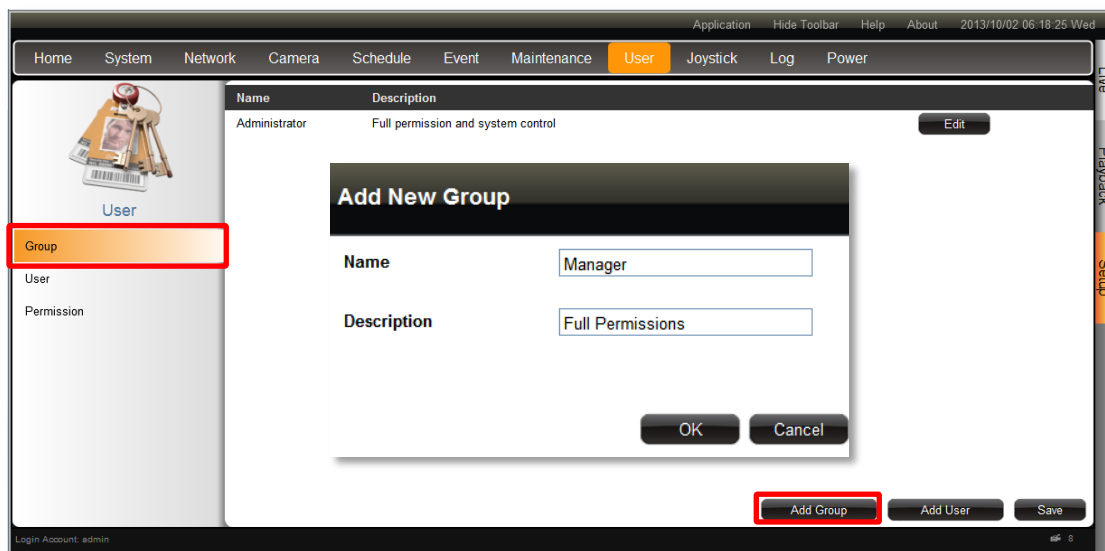 Application Hide Toolbar Help About 2013/10/02 06:18:25 Wed
Home System Network Camera Schedule Event Maintenance User Joystick Log Power
Live
Playback
Setup
User
Group
User
Permission
Name Description
Administrator Full permission and system control Edit
Add New Group
Name Manager
Description Full Permissions
OK Cancel
Add Group Add User Save
Login Account: admin 8